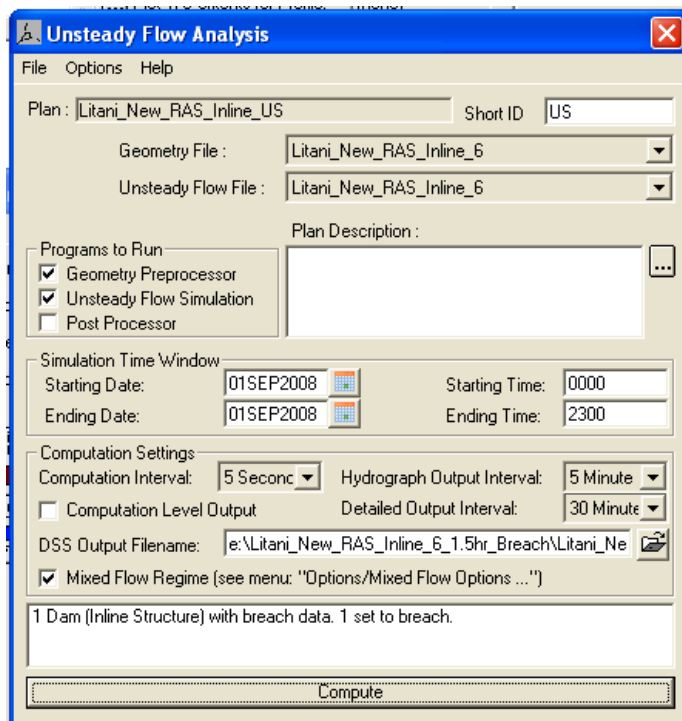 Unsteady Flow Analysis
File Options Help
Plan : Litani_New_RAS_Inline_US Short ID US
Geometry File : Litani_New_RAS_Inline_6
Unsteady Flow File : Litani_New_RAS_Inline_6
Plan Description :
Programs to Run
Geometry Preprocessor
Unsteady Flow Simulation
Post Processor
...
Simulation Time Window
Starting Date: 01SEP2008 Starting Time: 0000
Ending Date: 01SEP2008 Ending Time: 2300
Computation Settings
Computation Interval: 5 Second Hydrograph Output Interval: 5 Minute
Computation Level Output Detailed Output Interval: 30 Minute
DSS Output Filename: e:\Litani_New_RAS_Inline_6_1.5hr_Breach\Litani_Ne
Mixed Flow Regime (see menu: "Options/Mixed Flow Options ...")
1 Dam (Inline Structure) with breach data. 1 set to breach.
Compute